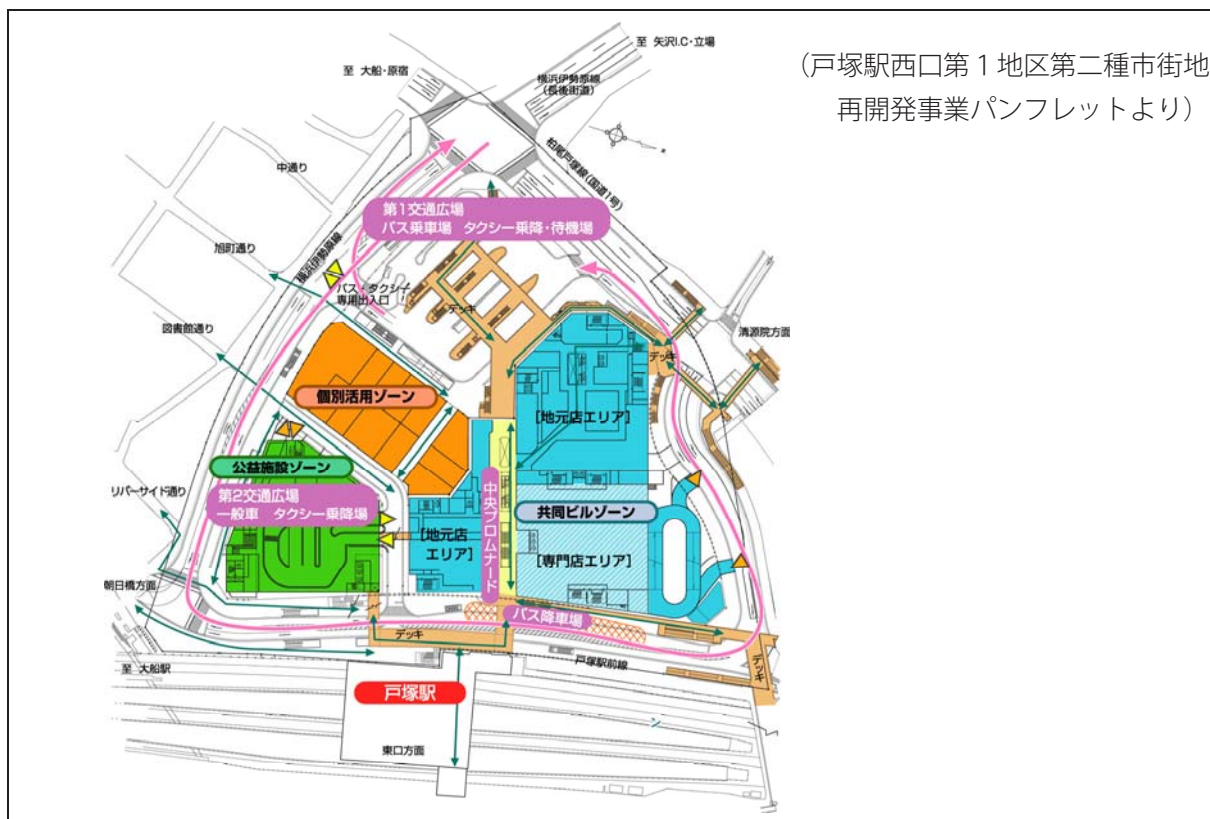 至 矢沢I.C・立場
(戸塚駅西口第1地区第二種市街地
再開発事業パンフレットより)
至 大船・原宿
横浜伊勢原線
(長後街道)
柏尾戸塚線(国道1号)
中通り
第1交通広場
バス乗車場 タクシー乗降・待機場
旭町通り
横浜伊勢原線
バス・タクシー
専用出入口
デッキ
図書館通り
清源院方面
デッキ
個別活用ゾーン
[地元店エリア]
公益施設ゾーン
リバーサイド通り
第2交通広場
一般車 タクシー乗降場
中央プロムナード
共同ビルゾーン
[地元店
エリア]
[専門店エリア]
朝日橋方面
バス降車場
デッキ
戸塚駅前線
デッキ
至 大船駅
戸塚駅
東口方面